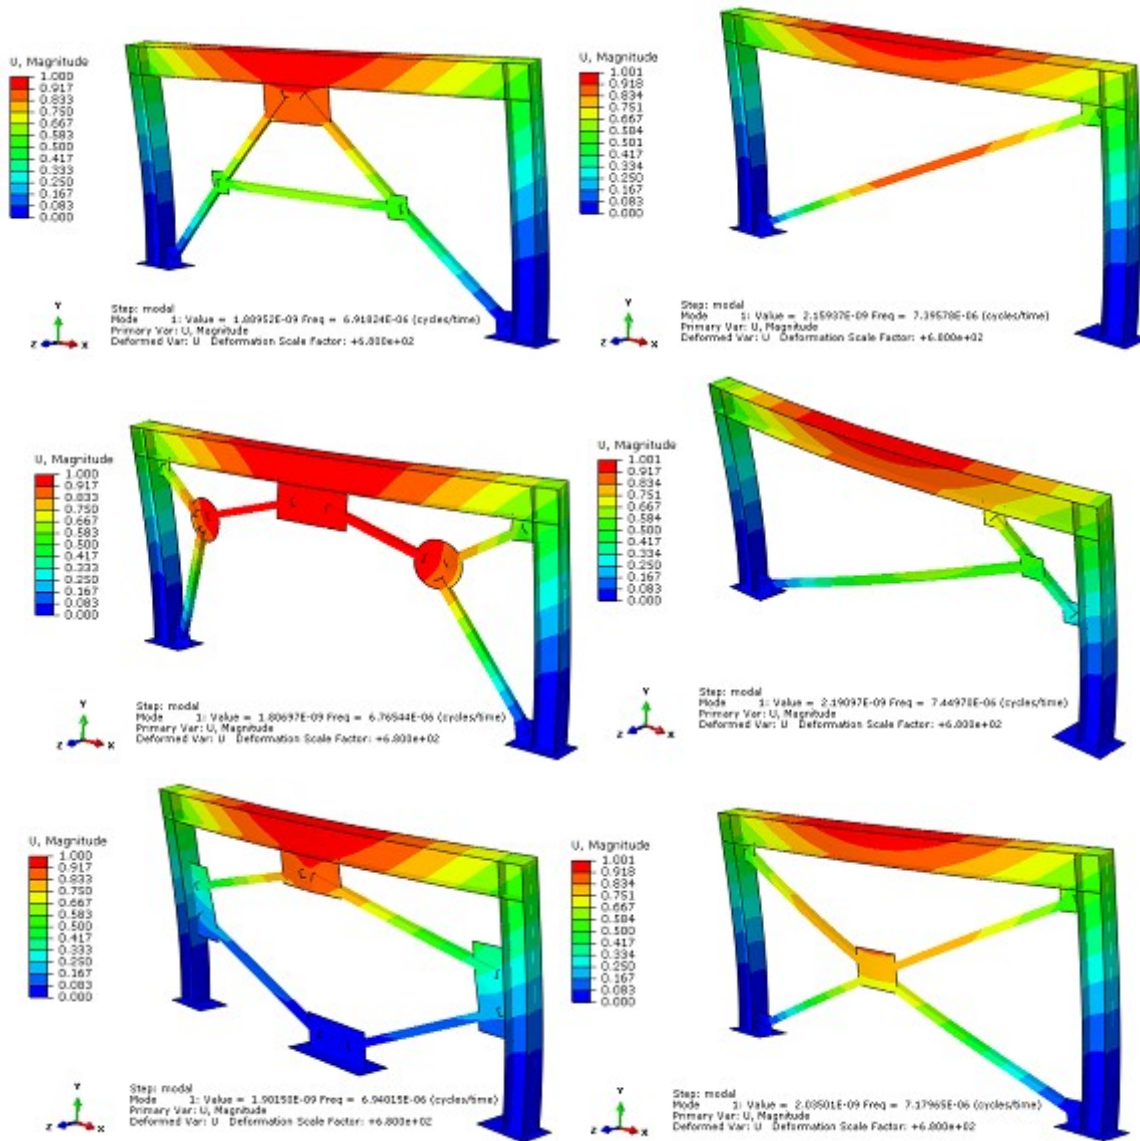 U, Magnitude
1.000
0.917
0.833
0.750
0.667
0.583
0.500
0.417
0.333
0.250
0.167
0.083
0.000
Y
Z
X
Step: modal
Mode 1: Value = 1.88952E-09 Freq = 6.91824E-06 (cycles/time)
Primary Var: U, Magnitude
Deformed Var: U Deformation Scale Factor: +6.800e+02
U, Magnitude
1.001
0.918
0.834
0.751
0.667
0.584
0.501
0.417
0.334
0.250
0.167
0.083
0.000
Y
Z
X
Step: modal
Mode 1: Value = 2.15937E-09 Freq = 7.39578E-06 (cycles/time)
Primary Var: U, Magnitude
Deformed Var: U Deformation Scale Factor: +6.800e+02
U, Magnitude
1.000
0.917
0.833
0.750
0.667
0.583
0.500
0.417
0.333
0.250
0.167
0.083
0.000
Y
Z
X
Step: modal
Mode 1: Value = 1.80697E-09 Freq = 6.76544E-06 (cycles/time)
Primary Var: U, Magnitude
Deformed Var: U Deformation Scale Factor: +6.800e+02
U, Magnitude
1.001
0.917
0.834
0.751
0.667
0.584
0.500
0.417
0.334
0.250
0.167
0.083
0.000
Y
Z
X
Step: modal
Mode 1: Value = 2.19097E-09 Freq = 7.44970E-06 (cycles/time)
Primary Var: U, Magnitude
Deformed Var: U Deformation Scale Factor: +6.800e+02
U, Magnitude
1.000
0.917
0.833
0.750
0.667
0.583
0.500
0.417
0.333
0.250
0.167
0.083
0.000
Y
Z
X
Step: modal
Mode 1: Value = 1.90150E-09 Freq = 6.94015E-06 (cycles/time)
Primary Var: U, Magnitude
Deformed Var: U Deformation Scale Factor: +6.800e+02
U, Magnitude
1.001
0.918
0.834
0.751
0.667
0.584
0.500
0.417
0.334
0.250
0.167
0.083
0.000
Y
Z
X
Step: modal
Mode 1: Value = 2.03501E-09 Freq = 7.17965E-06 (cycles/time)
Primary Var: U, Magnitude
Deformed Var: U Deformation Scale Factor: +6.800e+02